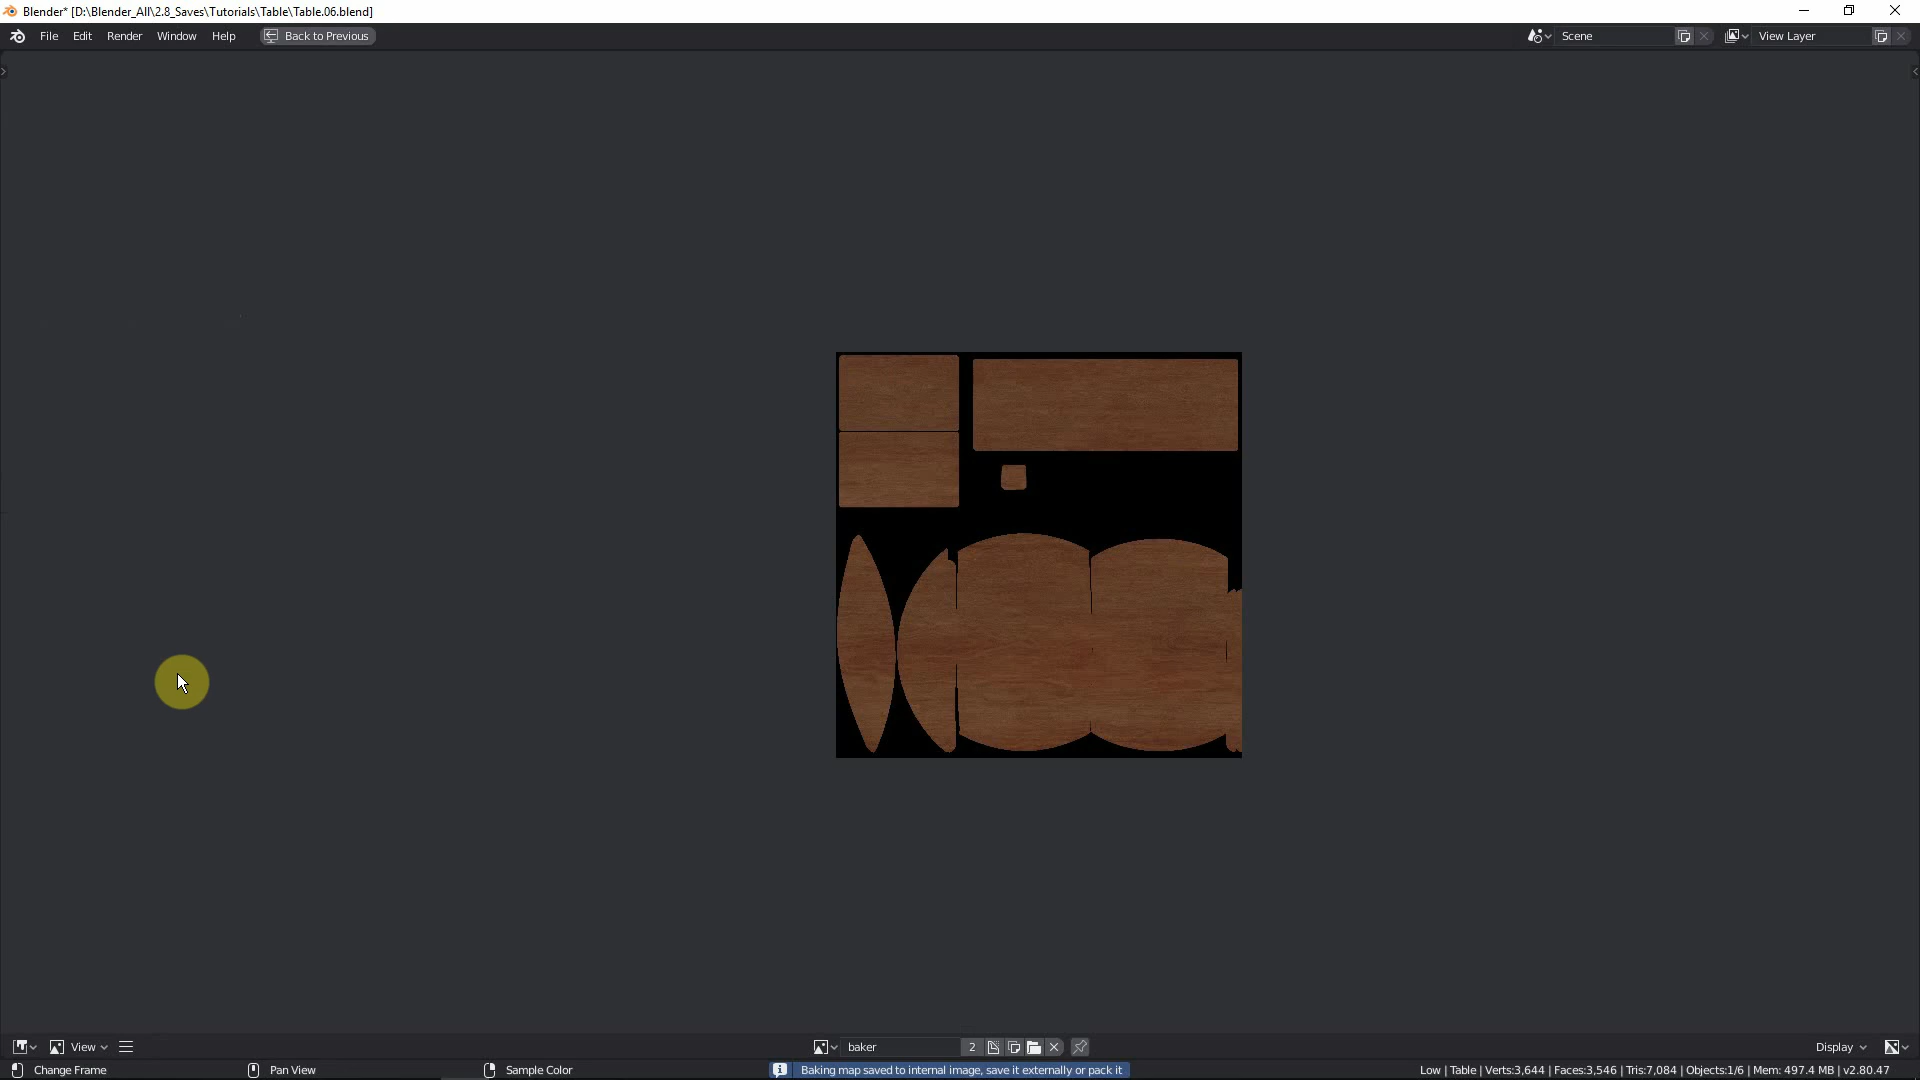 Blender* [D:\Blender_All\2.8_Saves\Tutorials\Table\Table.06.blend]
File Edit Render Window Help Back to Previous Scene View Layer
View baker 2 Display
Change Frame Pan View Sample Color Baking map saved to internal image, save it externally or pack it Low | Table | Verts:3,644 | Faces:3,546 | Tris:7,084 | Objects:1/6 | Mem: 497.4 MB | v2.80.47